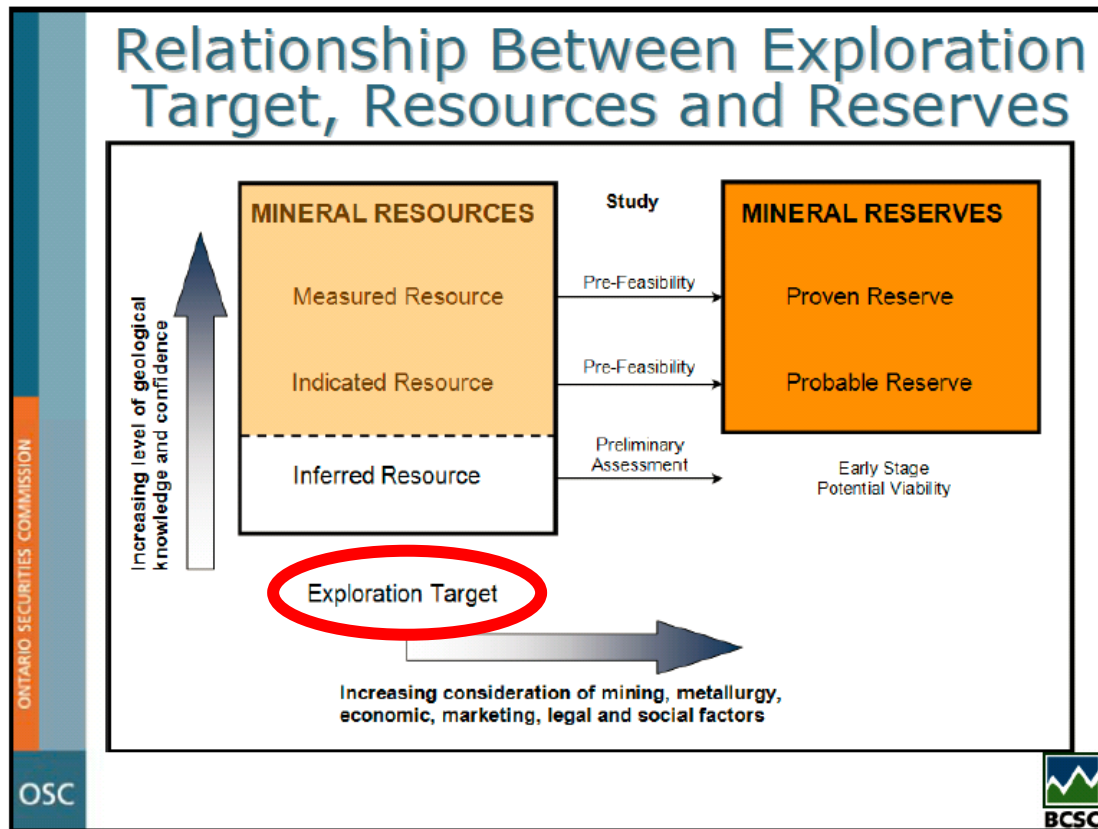 Relationship Between Exploration
Target, Resources and Reserves
MINERAL RESOURCES
Measured Resource
Indicated Resource
Inferred Resource
Study
Pre-Feasibility
Pre-Feasibility
Preliminary
Assessment
MINERAL RESERVES
Proven Reserve
Probable Reserve
Early Stage
Potential Viability
Increasing level of geological
knowledge and confidence
Exploration Target
Increasing consideration of mining, metallurgy,
economic, marketing, legal and social factors
ONTARIO SECURITIES COMMISSION
OSC
BCSC